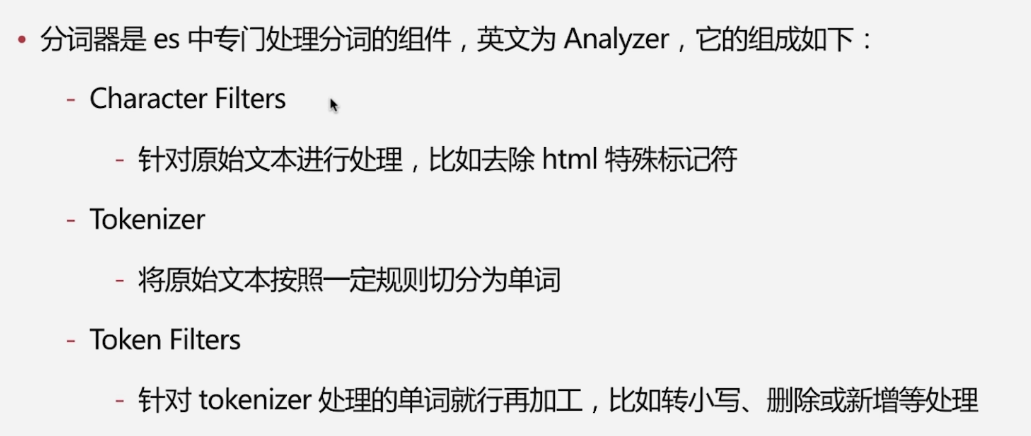 • 分词器是 es 中专门处理分词的组件，英文为 Analyzer，它的组成如下：
- Character Filters
- 针对原始文本进行处理，比如去除 html 特殊标记符
- Tokenizer
- 将原始文本按照一定规则切分为单词
- Token Filters
- 针对 tokenizer 处理的单词就行再加工，比如转小写、删除或新增等处理